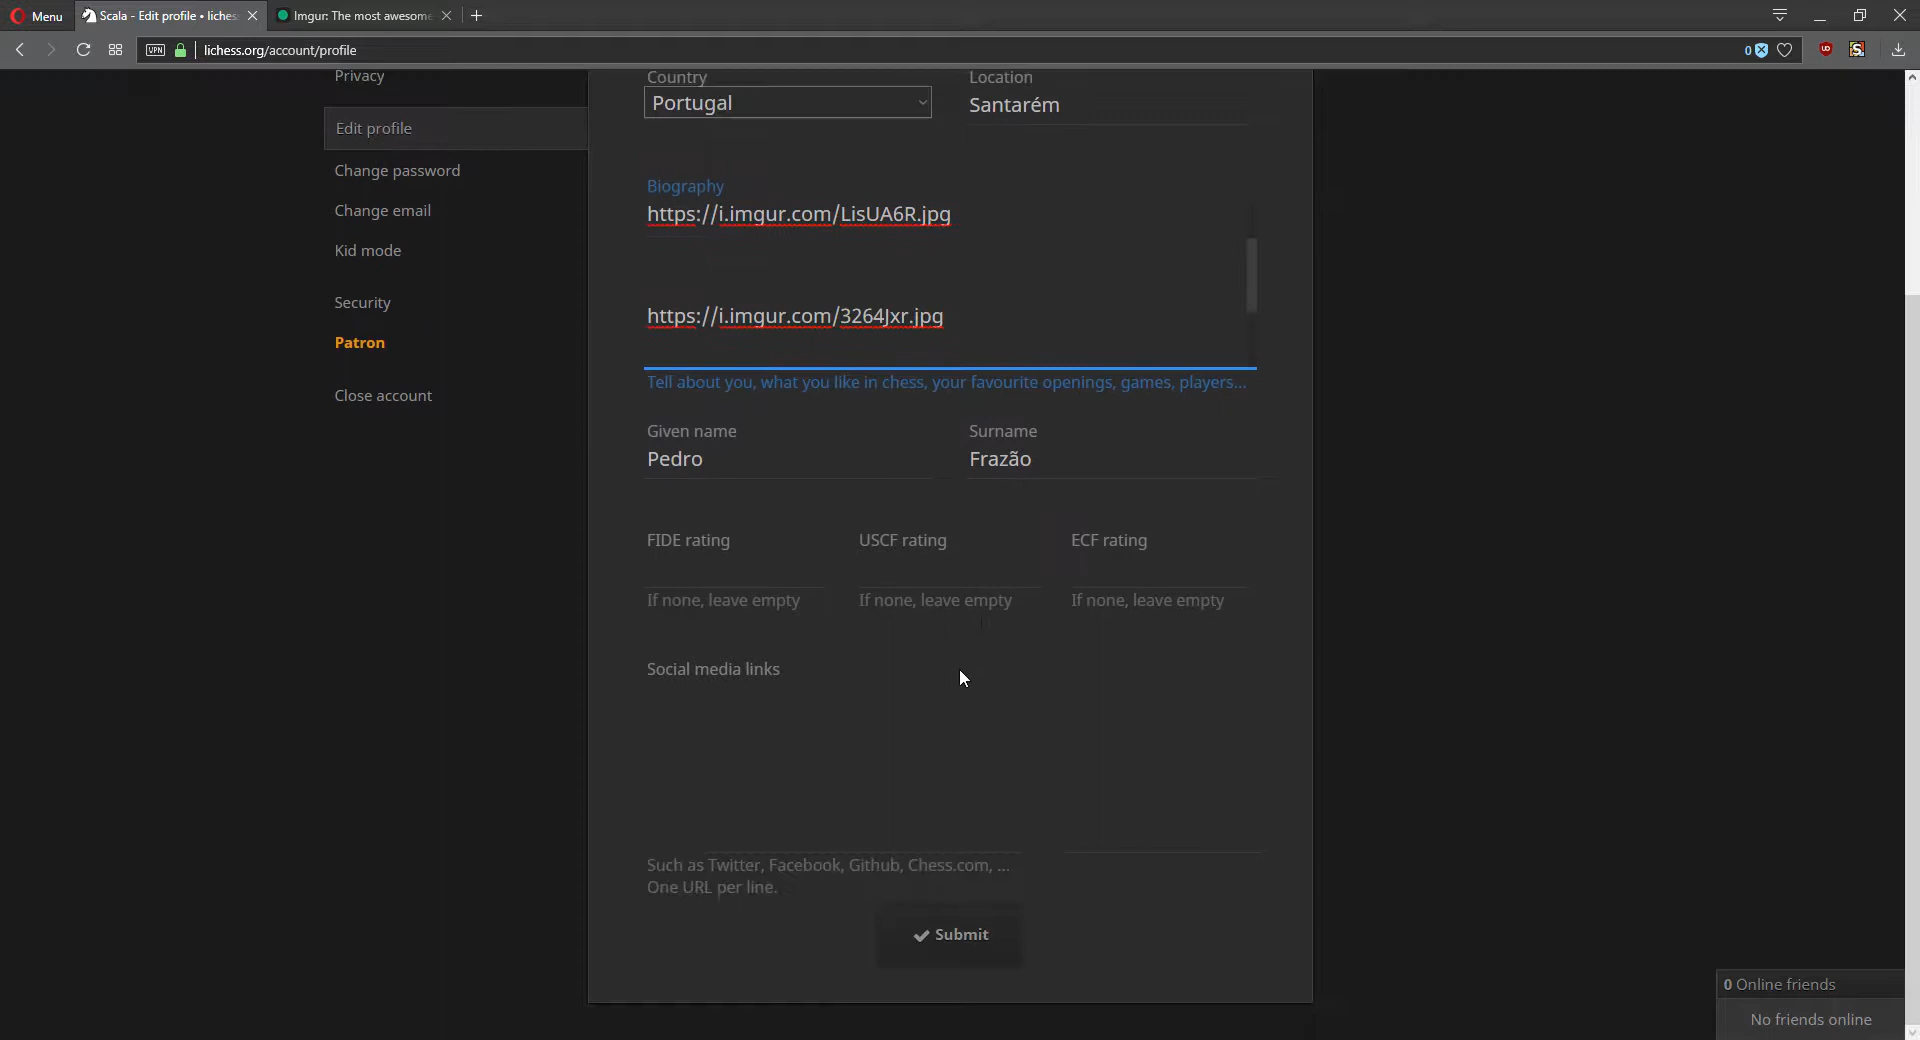 Menu
Scala - Edit profile • liches
Imgur: The most awesome
VPN
lichess.org/account/profile
0
Privacy
Edit profile
Change password
Change email
Kid mode
Security
Patron
Close account
Country
Portugal
Location
Santarém
Biography
https://i.imgur.com/LisUA6R.jpg
https://i.imgur.com/3264Jxr.jpg
Tell about you, what you like in chess, your favourite openings, games, players...
Given name
Pedro
Surname
Frazão
FIDE rating
USCF rating
ECF rating
If none, leave empty
If none, leave empty
If none, leave empty
Social media links
Such as Twitter, Facebook, Github, Chess.com, ...
One URL per line.
Submit
0 Online friends
No friends online